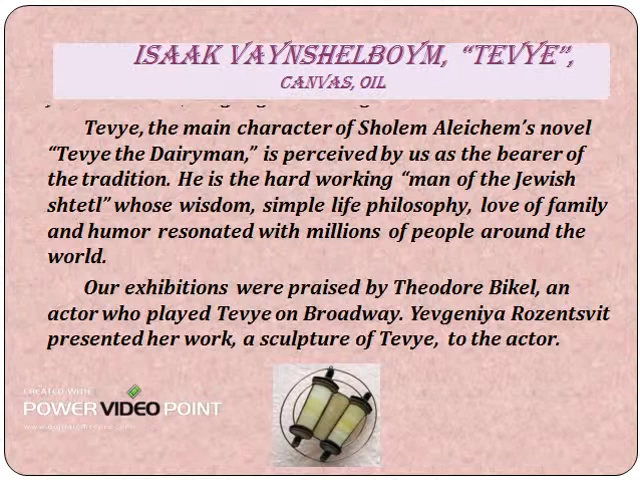 ISAAK VAYNSHELBOYM, “TEVYE”,
CANVAS, OIL
Tevye, the main character of Sholem Aleichem’s novel
“Tevye the Dairyman,” is perceived by us as the bearer of
the tradition. He is the hard working “man of the Jewish
shtetl” whose wisdom, simple life philosophy, love of family
and humor resonated with millions of people around the
world.
Our exhibitions were praised by Theodore Bikel, an
actor who played Tevye on Broadway. Yevgeniya Rozentsvit
presented her work, a sculpture of Tevye, to the actor.
CREATED WITH
POWER VIDEO POINT